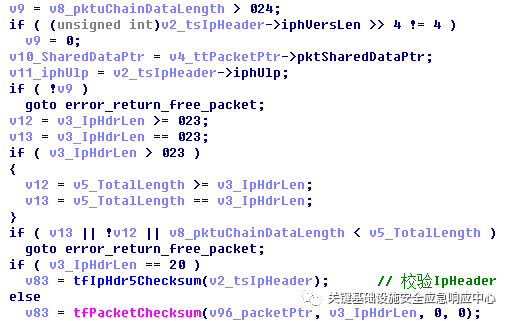 v9 = v8_pktuChainDataLength > 024;
if ( (unsigned int)v2_tsIpHeader->iphVersLen >> 4 != 4 )
  v9 = 0;
v10_SharedDataPtr = v4_ttPacketPtr->pktSharedDataPtr;
v11_iphUlp = v2_tsIpHeader->iphUlp;
if ( !v9 )
  goto error_return_free_packet;
v12 = v3_IpHdrLen >= 023;
v13 = v3_IpHdrLen == 023;
if ( v3_IpHdrLen > 023 )
{
  v12 = v5_TotalLength >= v3_IpHdrLen;
  v13 = v5_TotalLength == v3_IpHdrLen;
}
if ( v13 || !v12 || v8_pktuChainDataLength < v5_TotalLength )
  goto error_return_free_packet;
if ( v3_IpHdrLen == 20 )
  v83 = tfIpHdr5Checksum(v2_tsIpHeader); // 校验IpHeader
else
  v83 = tfPacketChecksum(v96_packetPtr, v3_IpHdrLen, 0, 0);
关键基础设施安全应急响应中心